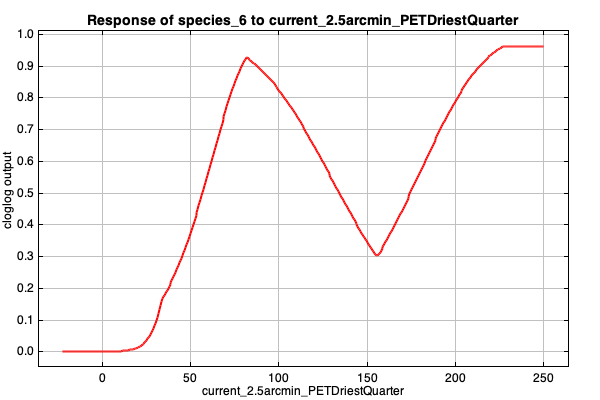 Response of species_6 to current_2.5arcmin_PETDriestQuarter
cloglog output
1.0
0.9
0.8
0.7
0.6
0.5
0.4
0.3
0.2
0.1
0.0
0 50 100 150 200 250
current_2.5arcmin_PETDriestQuarter